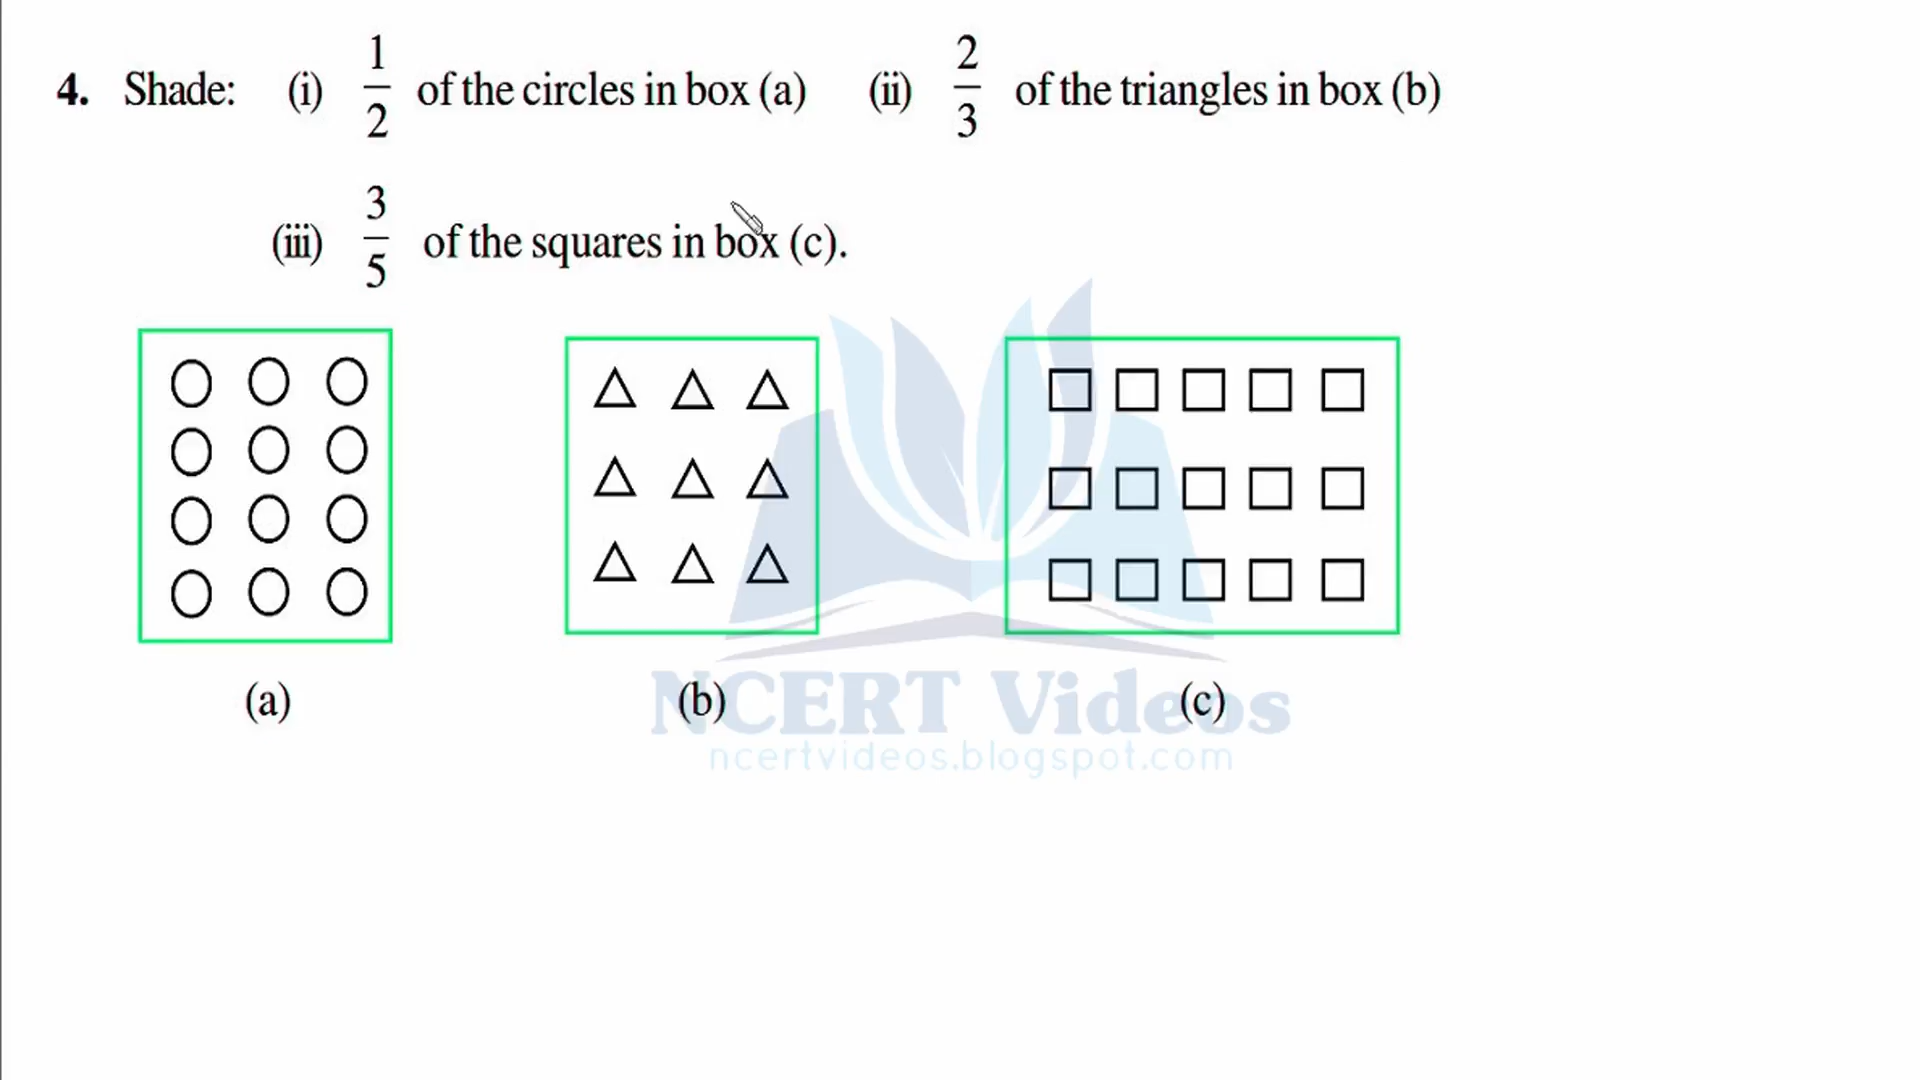 4. Shade: (i) 1/2 of the circles in box (a) (ii) 2/3 of the triangles in box (b)
(iii) 3/5 of the squares in box (c).
(a) (b) (c)
NCERT Videos
ncertvideos.blogspot.com